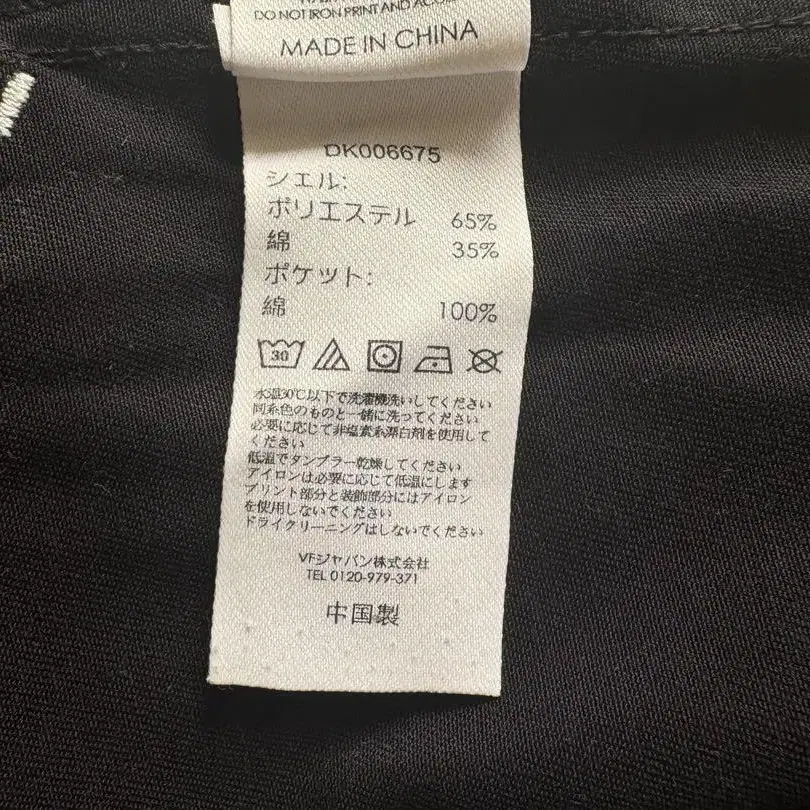 DO NOT IRON PRINT AND
MADE IN CHINA
DK006675
シェル:
ポリエステル 65%
綿 35%
ポケット:
綿 100%
30
水温30℃以下で洗濯機洗いしてください
同系色のものと一緒に洗ってください
必要に応じて非塩素系漂白剤を使用して
ください
低温でタンブラー乾燥してください
アイロンは必要に応じて低温にします
プリント部分と装飾部分にはアイロン
を使用しないでください
ドライクリーニングはしないでください
VFジャパン株式会社
TEL 0120-979-371
中国製